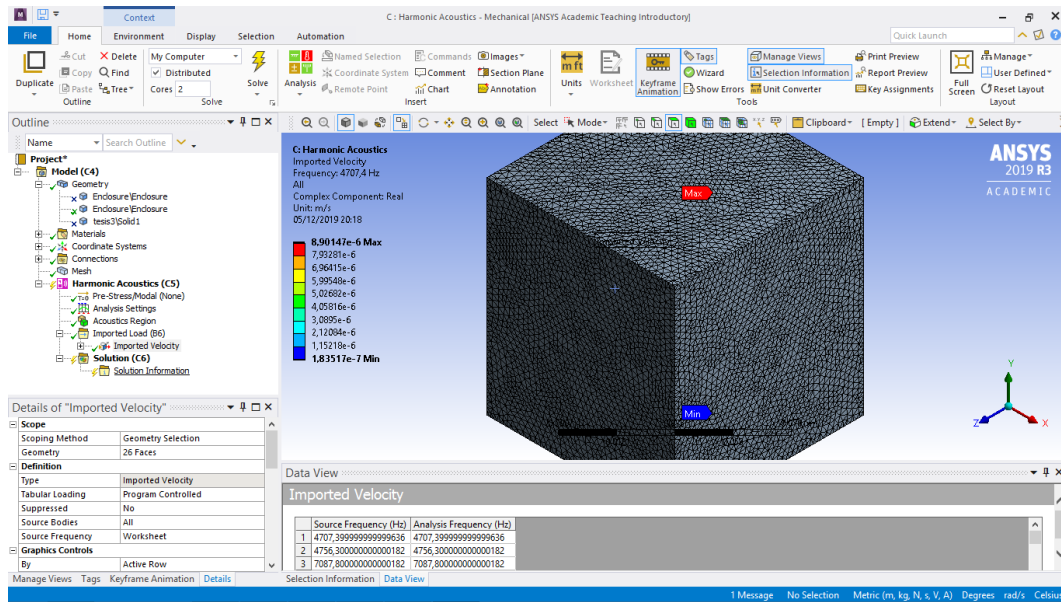 Context
C : Harmonic Acoustics - Mechanical [ANSYS Academic Teaching Introductory]
File Home Environment Display Selection Automation Quick Launch
Duplicate Cut Copy Paste Delete Find Tree My Computer Distributed Cores 2 Solve
Outline Solve
Analysis Named Selection Coordinate System Remote Point Commands Comment Chart Images Section Plane Annotation
Insert
Units Worksheet Keyframe Animation Tags Wizard Show Errors Manage Views Selection Information Unit Converter Print Preview Report Preview Key Assignments
Tools
Full Screen Manage User Defined Reset Layout
Layout
Select Mode Clipboard [ Empty ] Extend Select By
Outline
Name Search Outline
Project*
Model (C4)
Geometry
Enclosure\Enclosure
Enclosure\Enclosure
tesis3\Solid1
Materials
Coordinate Systems
Connections
Mesh
Harmonic Acoustics (C5)
Pre-Stress/Modal (None)
Analysis Settings
Acoustics Region
Imported Load (B6)
Imported Velocity
Solution (C6)
Solution Information
Details of "Imported Velocity"
Scope
Scoping Method Geometry Selection
Geometry 26 Faces
Definition
Type Imported Velocity
Tabular Loading Program Controlled
Suppressed No
Source Bodies All
Source Frequency Worksheet
Graphics Controls
By Active Row
Manage Views Tags Keyframe Animation Details
C: Harmonic Acoustics
Imported Velocity
Frequency: 4707,4 Hz
All
Complex Component: Real
Unit: m/s
05/12/2019 20:18
8,90147e-6 Max
7,93281e-6
6,96415e-6
5,99548e-6
5,02682e-6
4,05816e-6
3,0895e-6
2,12084e-6
1,15218e-6
1,83517e-7 Min
Max
Min
ANSYS
2019 R3
ACADEMIC
Y
Z X
Data View
Imported Velocity
Source Frequency (Hz) Analysis Frequency (Hz)
1 4707,399999999999636 4707,399999999999636
2 4756,300000000000182 4756,300000000000182
3 7087,800000000000182 7087,800000000000182
Selection Information Data View
1 Message No Selection Metric (m, kg, N, s, V, A) Degrees rad/s Celsiu